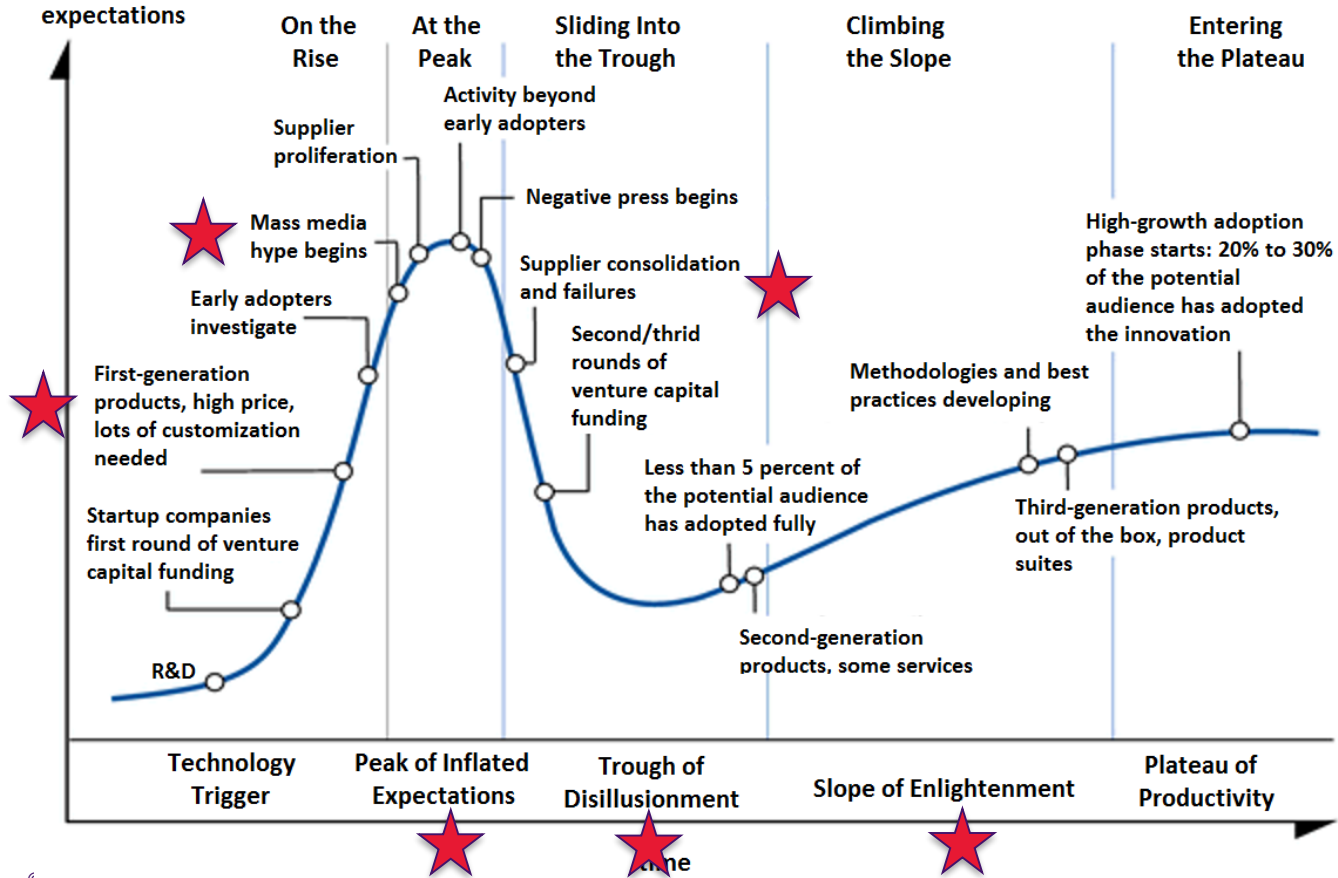 expectations
On the
Rise
At the
Peak
Sliding Into
the Trough
Climbing
the Slope
Entering
the Plateau
Activity beyond
early adopters
Supplier
proliferation
Negative press begins
Mass media
hype begins
Supplier consolidation
and failures
Early adopters
investigate
Second/thrid
rounds of
venture capital
funding
High-growth adoption
phase starts: 20% to 30%
of the potential
audience has adopted
the innovation
First-generation
products, high price,
lots of customization
needed
Methodologies and best
practices developing
Less than 5 percent of
the potential audience
has adopted fully
Startup companies
first round of venture
capital funding
Third-generation products,
out of the box, product
suites
Second-generation
products, some services
R&D
Technology
Trigger
Peak of Inflated
Expectations
Trough of
Disillusionment
Slope of Enlightenment
Plateau of
Productivity
time